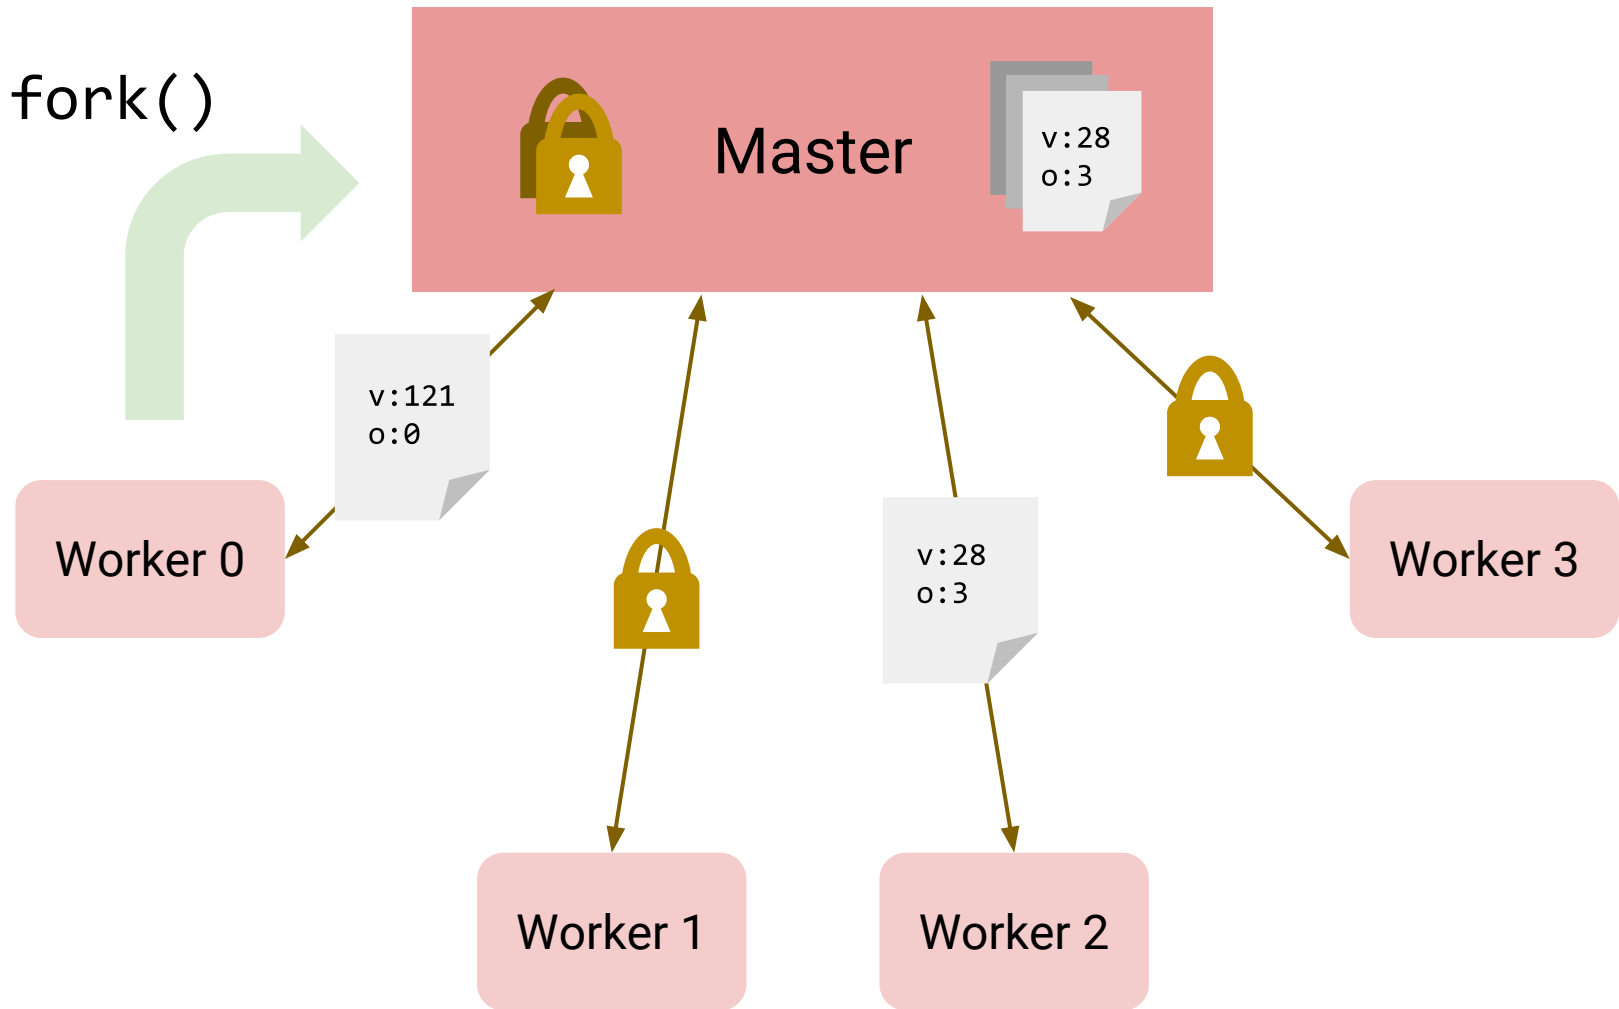 fork()
Master
v:28
o:3
v:121
o:0
v:28
o:3
Worker 0
Worker 3
Worker 1
Worker 2